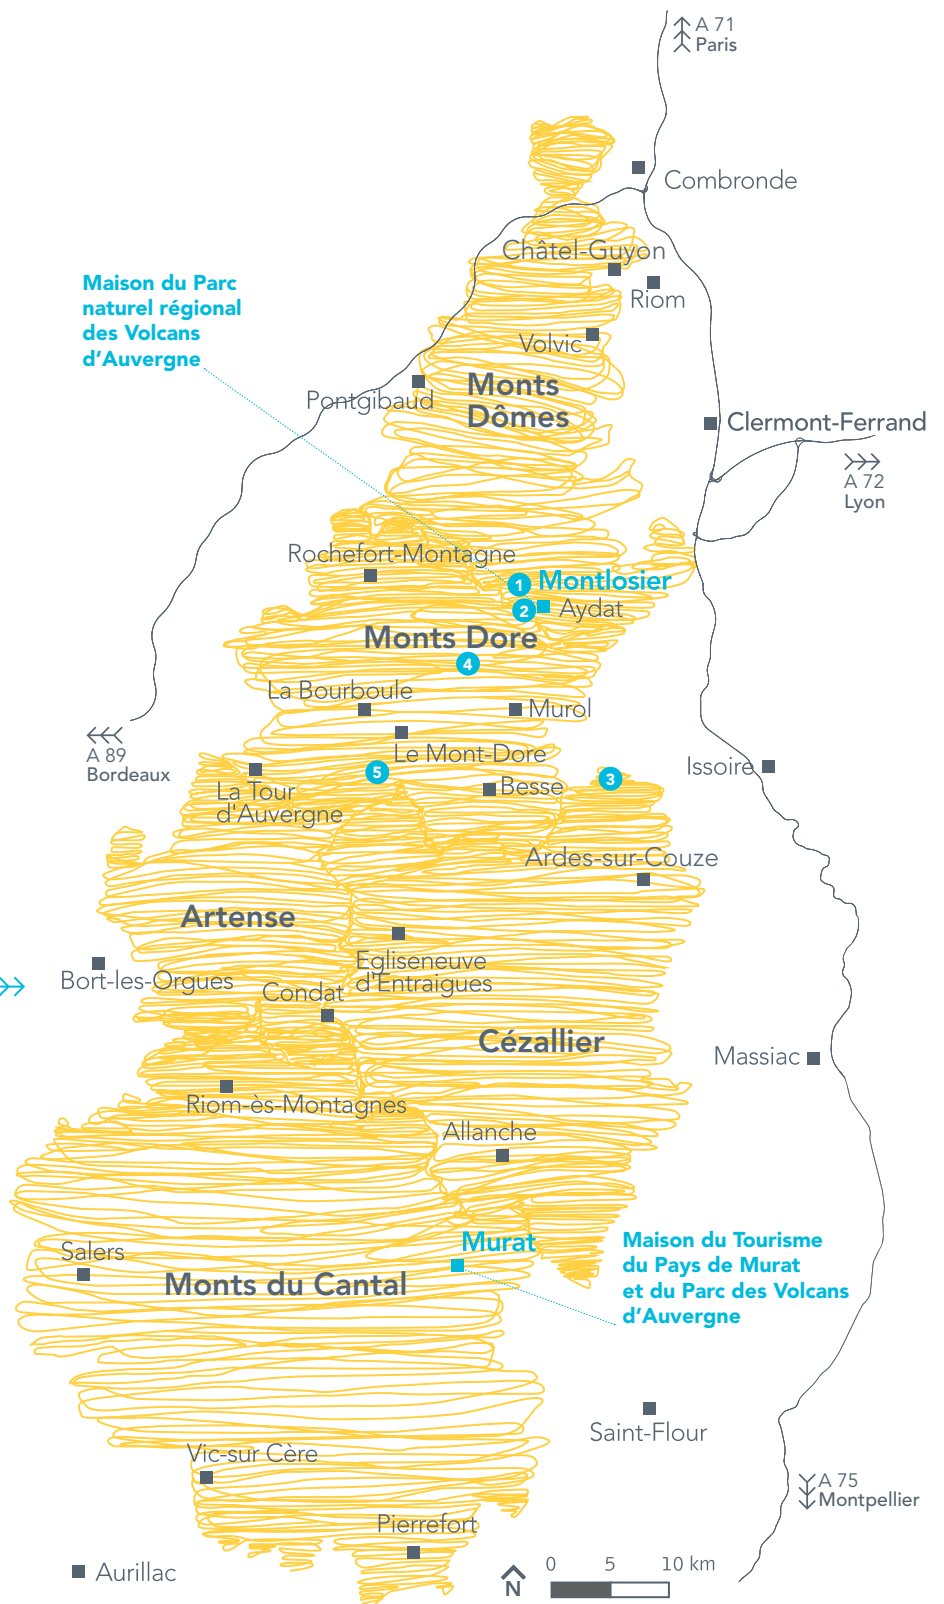 A 71
Paris
Combronde
Châtel-Guyon
Maison du Parc
naturel régional
des Volcans
d'Auvergne
Riom
Volvic
Monts
Dômes
Pontgibaud
Clermont-Ferrand
A 72
Lyon
Rochefort-Montagne
1
Montlosier
2
Aydat
Monts Dore
4
La Bourboule
Murol
A 89
Bordeaux
Le Mont-Dore
Issoire
5
3
La Tour
d'Auvergne
Besse
Ardes-sur-Couze
Artense
Egliseneuve
d'Entraigues
Bort-les-Orgues
Condat
Cézallier
Massiac
Riom-ès-Montagnes
Allanche
Murat
Maison du Tourisme
du Pays de Murat
et du Parc des Volcans
d'Auvergne
Salers
Monts du Cantal
Saint-Flour
Vic-sur Cère
A 75
Montpellier
Pierrefort
0 5 10 km
N
Aurillac